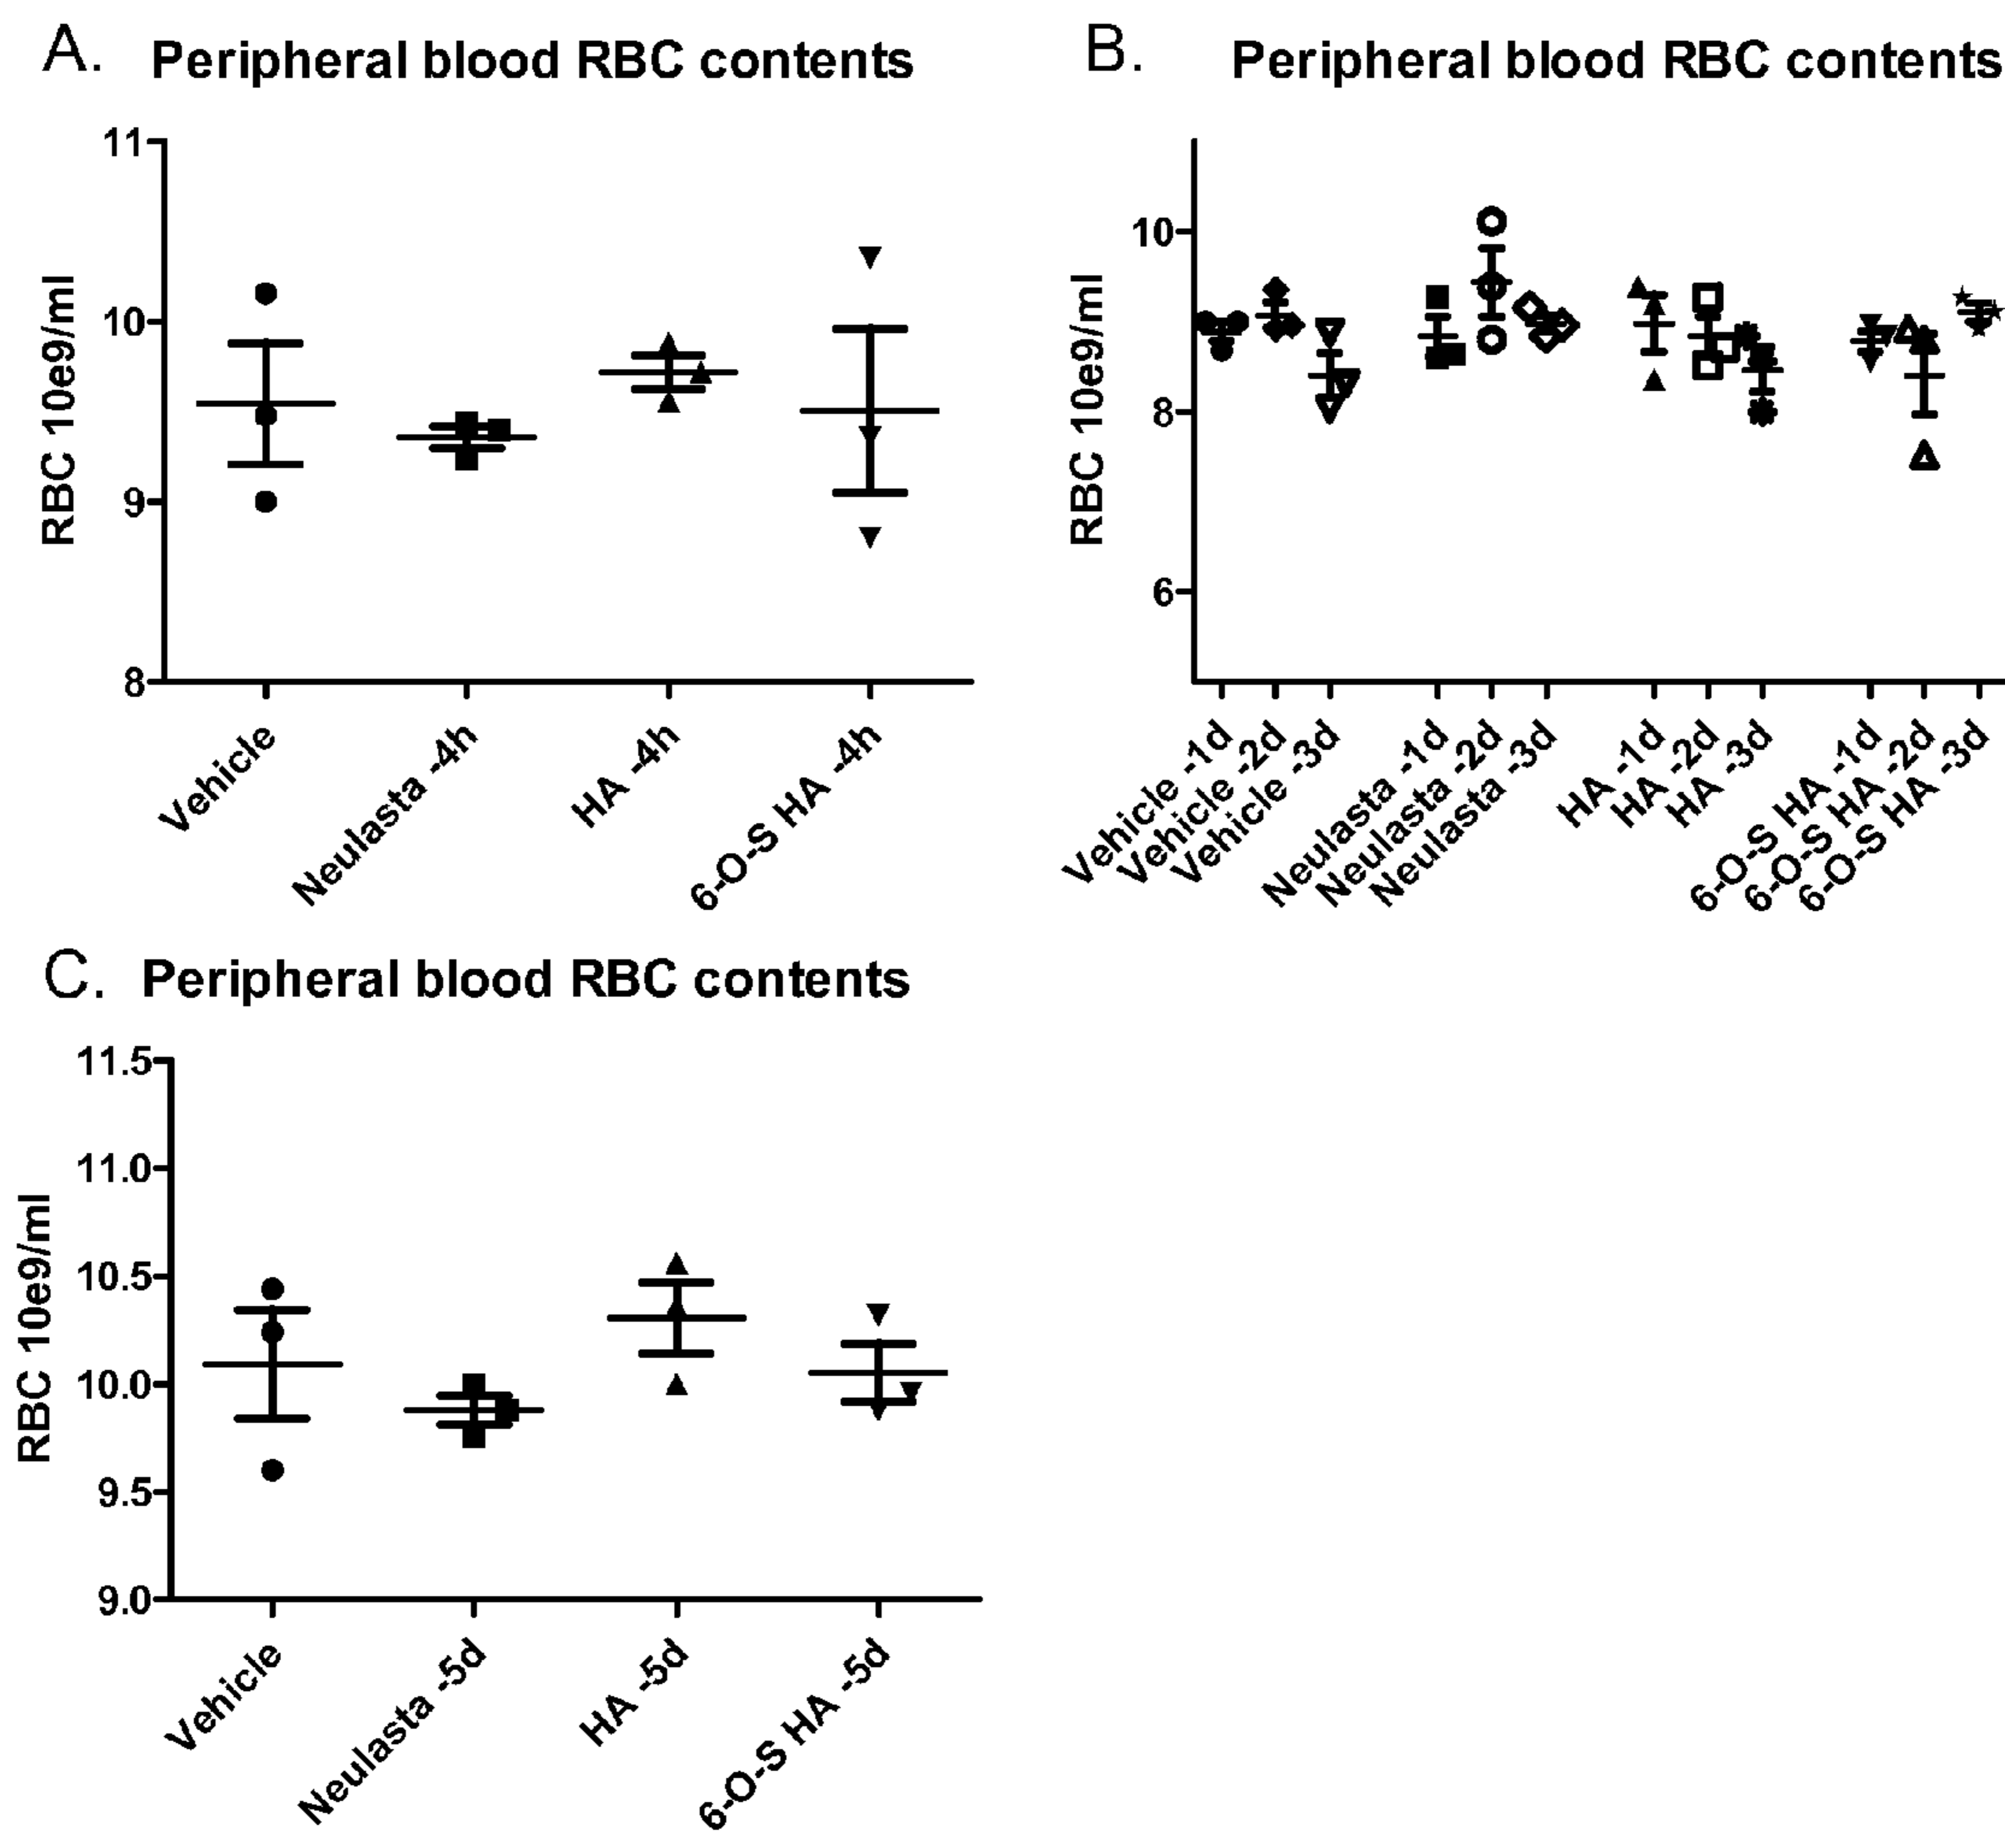 A. Peripheral blood RBC contents
RBC 10e9/ml
11
10
9
8
Vehicle
Neulasta -4h
HA -4h
6-O-S HA -4h
B. Peripheral blood RBC contents
RBC 10e9/ml
10
8
6
Vehicle -1d
Vehicle -2d
Vehicle -3d
Neulasta -1d
Neulasta -2d
Neulasta -3d
HA -1d
HA -2d
HA -3d
6-O-S HA -1d
6-O-S HA -2d
6-O-S HA -3d
C. Peripheral blood RBC contents
RBC 10e9/ml
11.5
11.0
10.5
10.0
9.5
9.0
Vehicle
Neulasta -5d
HA -5d
6-O-S HA -5d